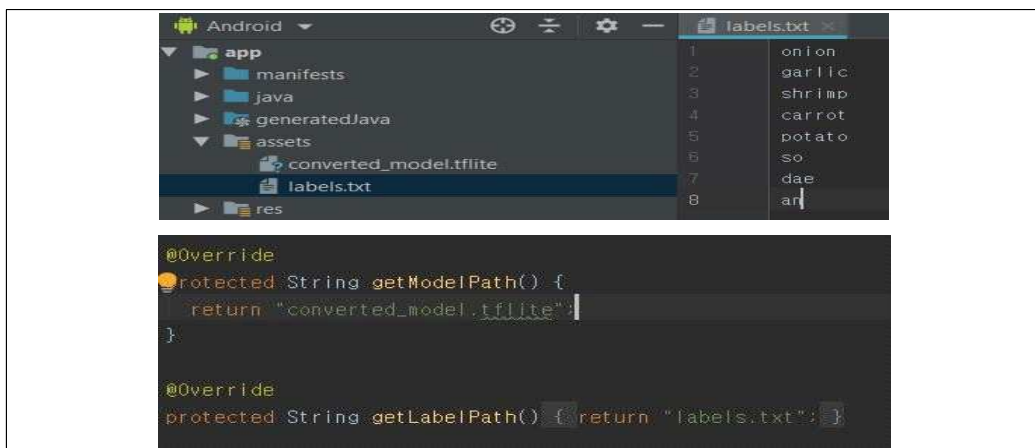 Android
labels.txt
app
manifests
java
generatedJava
assets
converted_model.tflite
labels.txt
res
1 onion
2 garlic
3 shrimp
4 carrot
5 potato
6 so
7 dae
8 an
@Override
rotected String getModelPath() {
return "converted_model.tflite";
}
@Override
protected String getLabelPath() { return "labels.txt"; }